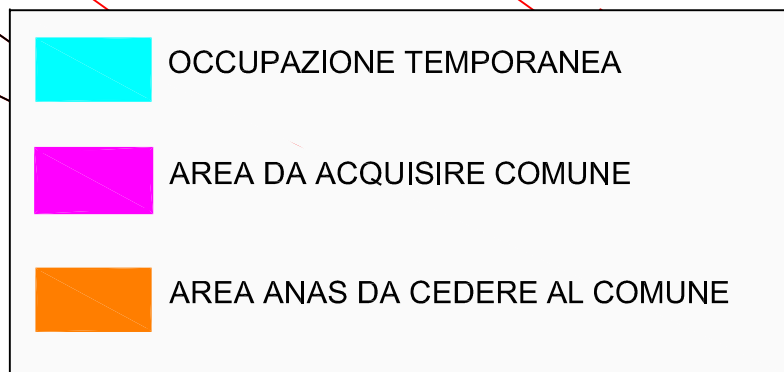 OCCUPAZIONE TEMPORANEA
AREA DA ACQUISIRE COMUNE
AREA ANAS DA CEDERE AL COMUNE